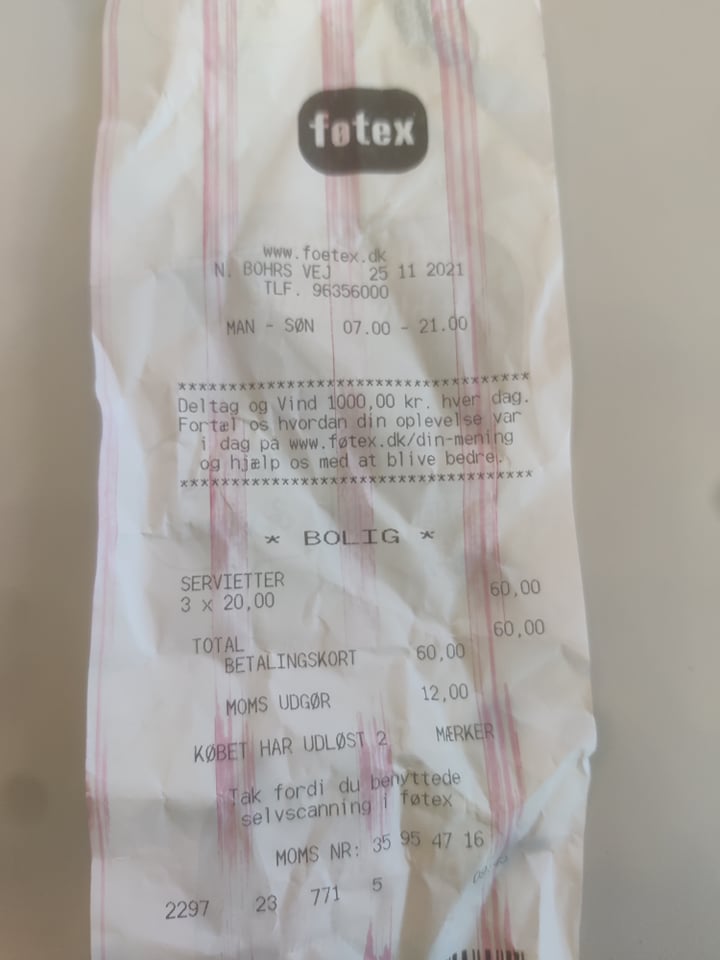 føtex
www.foetex.dk
N. BOHRS VEJ 25 11 2021
TLF. 96356000
MAN - SØN 07.00 - 21.00
***********************************
Deltag og Vind 1000,00 kr. hver dag.
Fortæl os hvordan din oplevelse var
i dag på www.føtex.dk/din-mening
og hjælp os med at blive bedre.
***********************************
* BOLIG *
SERVIETTER 60,00
3 x 20,00
TOTAL 60,00
BETALINGSKORT 60,00
MOMS UDGØR 12,00
KØBET HAR UDLØST 2 MÆRKER
Tak fordi du benyttede
selvscanning i føtex
MOMS NR: 35 95 47 16
2297 23 771 5